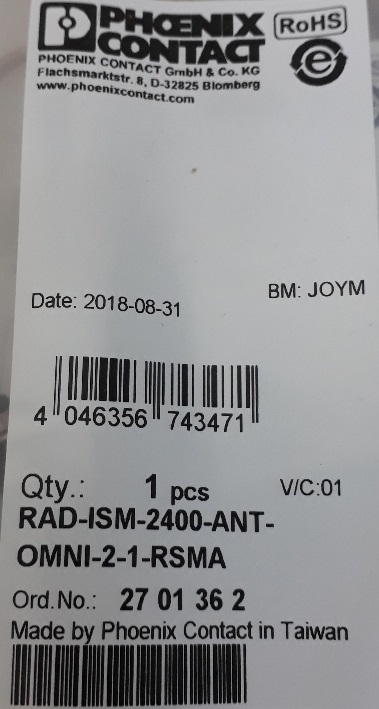 PHOENIX
CONTACT
RoHS
e
PHOENIX CONTACT GmbH & Co. KG
Flachsmarktstr. 8, D-32825 Blomberg
www.phoenixcontact.com
Date: 2018-08-31
BM: JOYM
4 046356 743471
Qty.: 1 pcs V/C:01
RAD-ISM-2400-ANT-
OMNI-2-1-RSMA
Ord.No.: 27 01 36 2
Made by Phoenix Contact in Taiwan